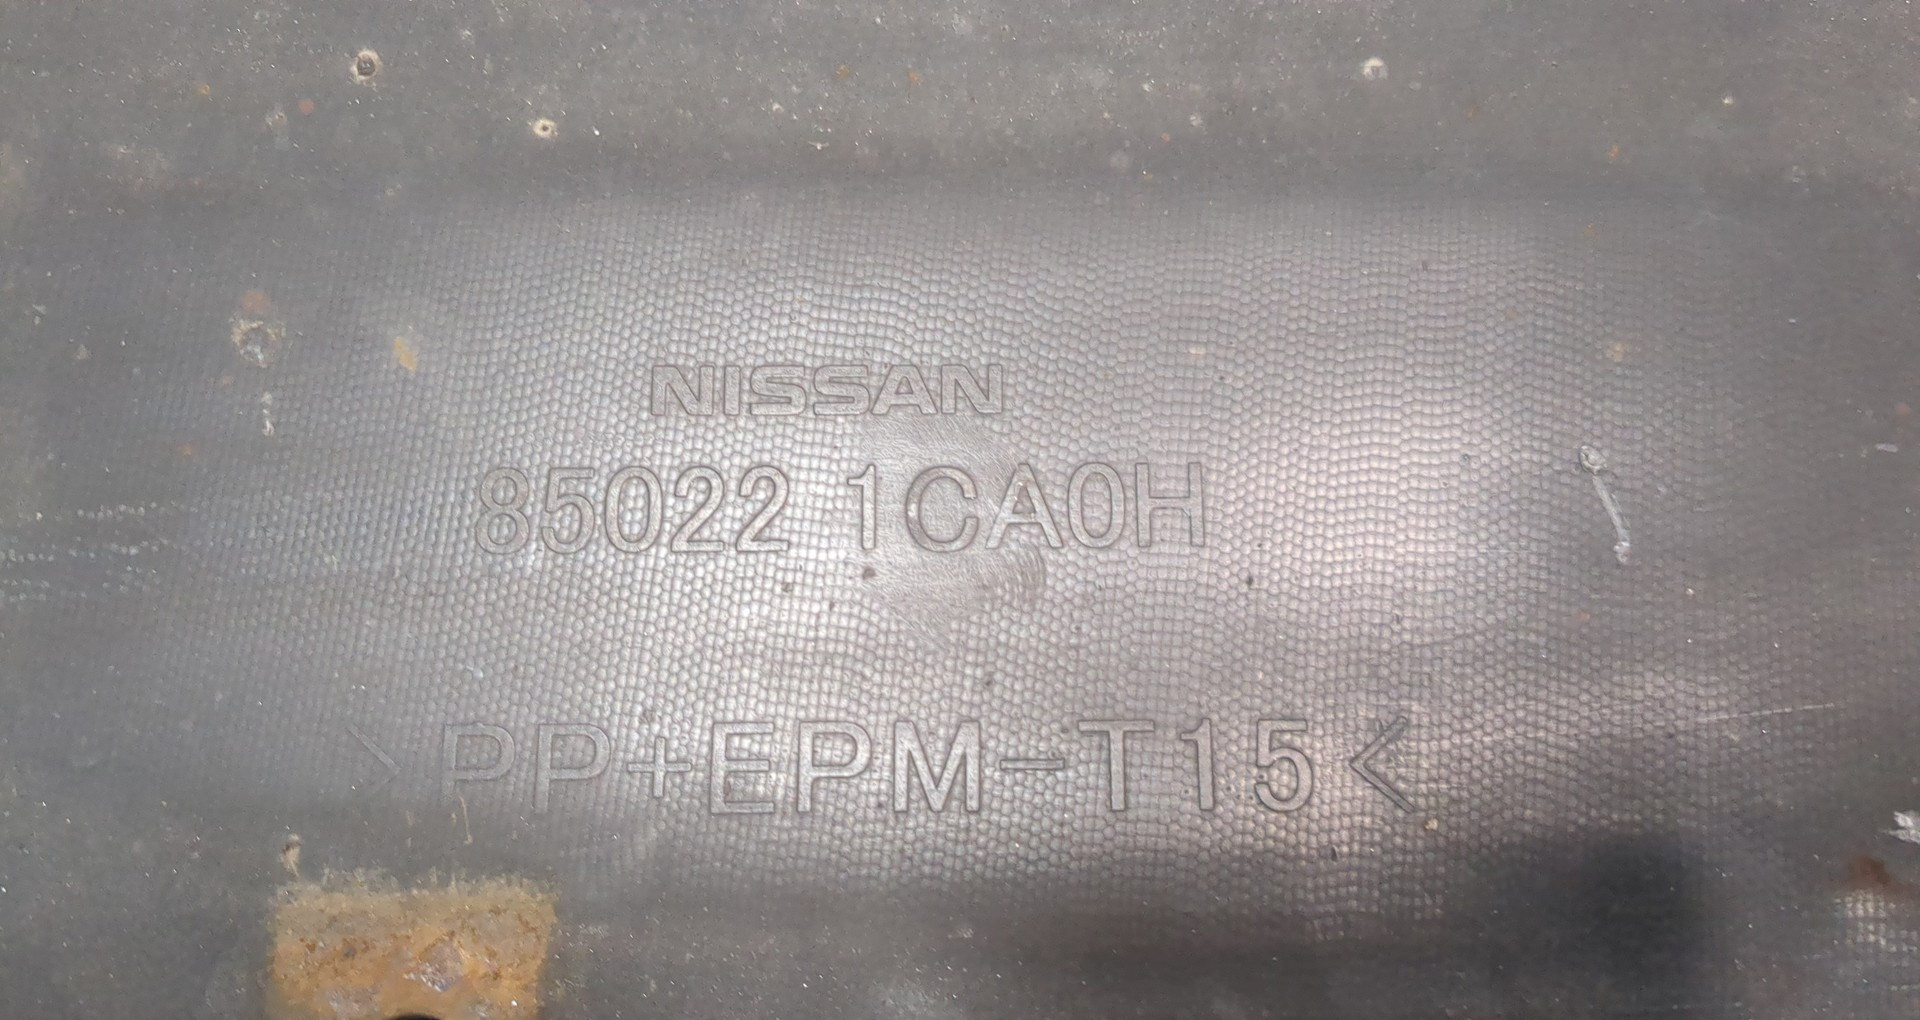 NISSAN
85022 1CA0H
>PP+EPM-T15<